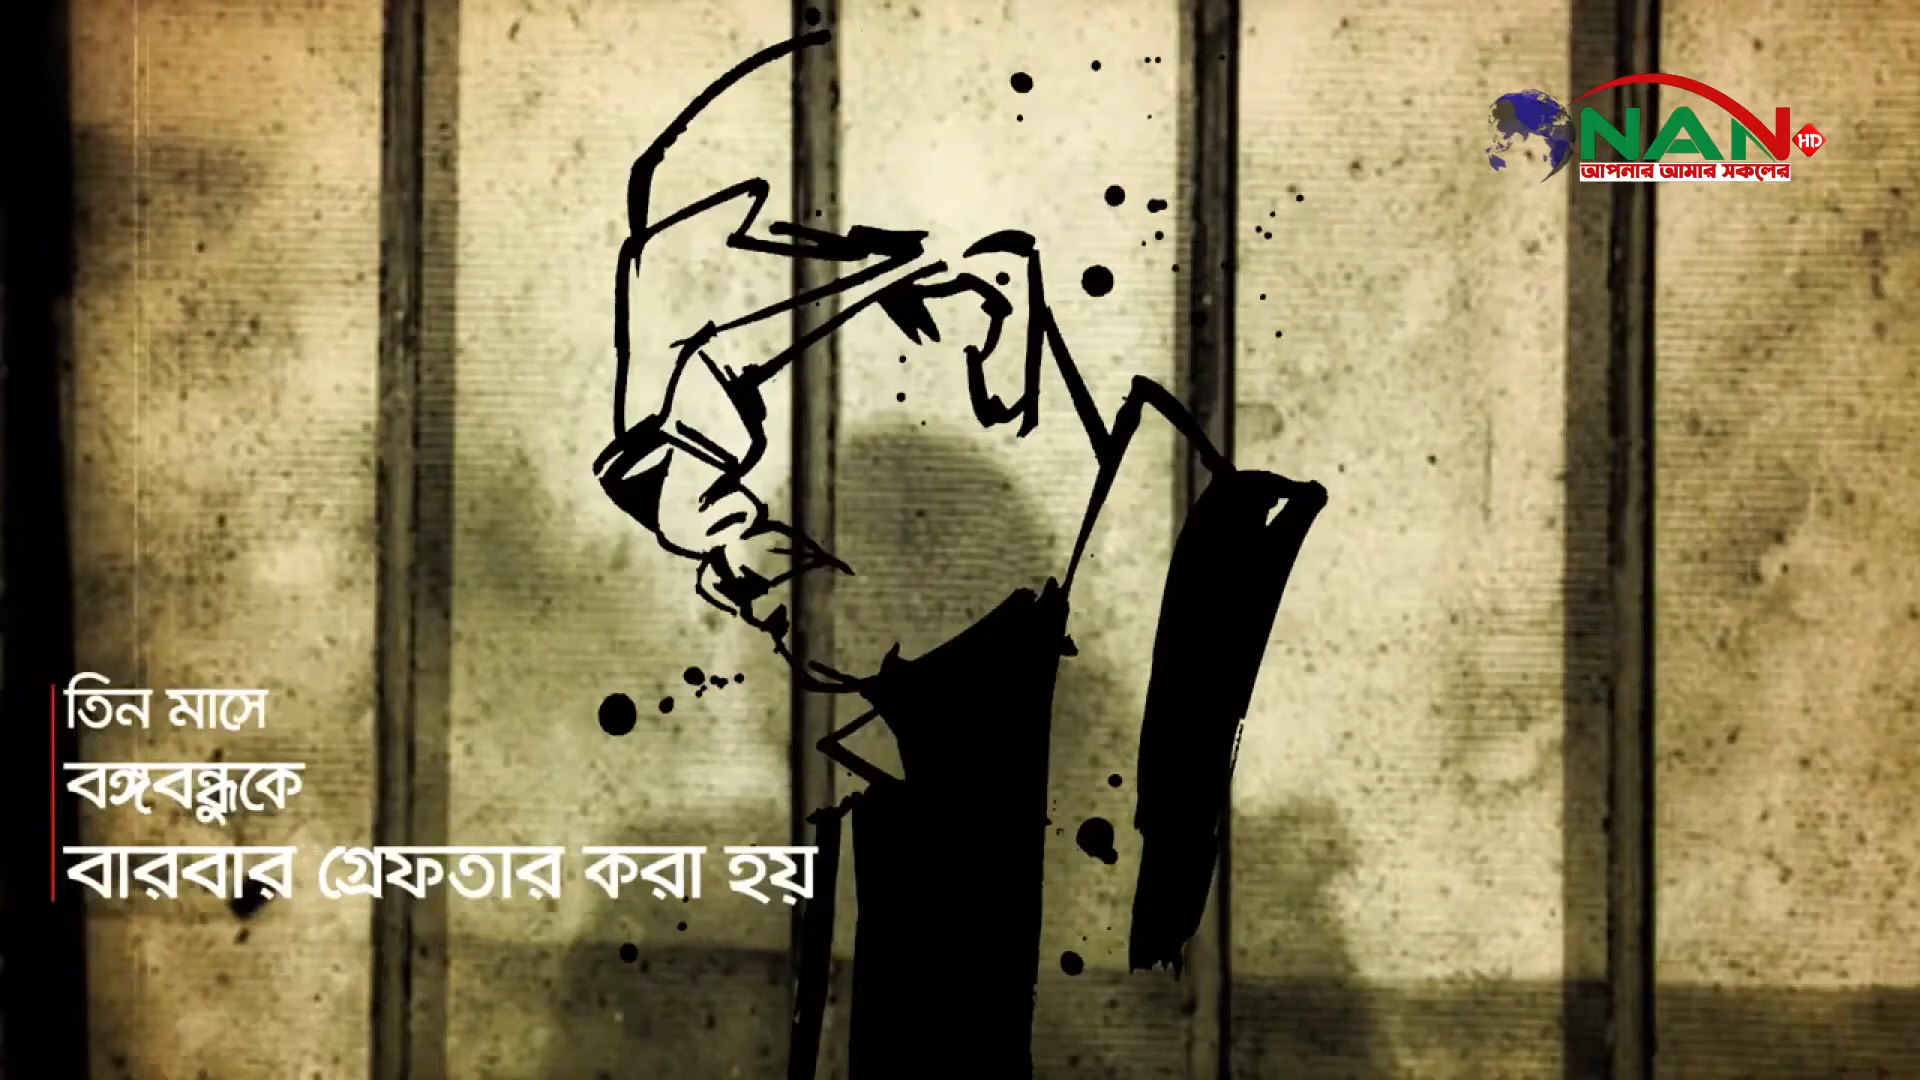 NAN HD
আপনার আমার সকলের
তিন মাসে
বঙ্গবন্ধুকে
বারবার গ্রেফতার করা হয়